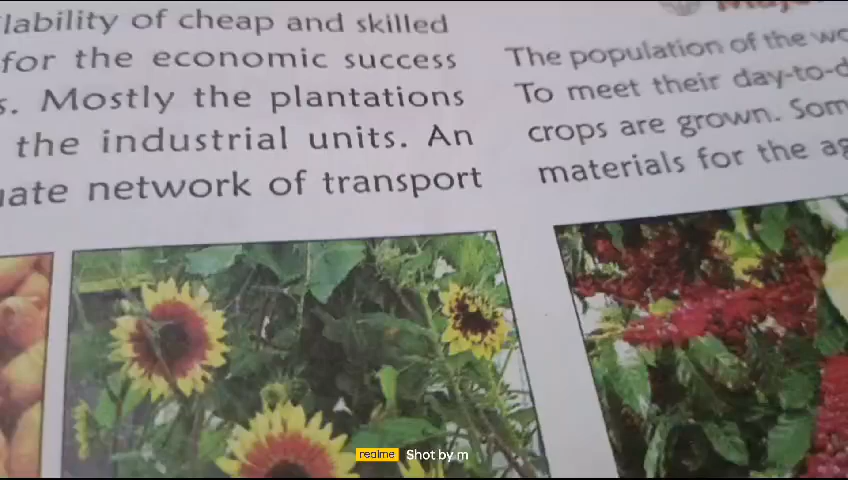 lability of cheap and skilled
for the economic success
s. Mostly the plantations
the industrial units. An
uate network of transport
The population of the wo
To meet their day-to-d
crops are grown. Som
materials for the ag
realme Shot by m